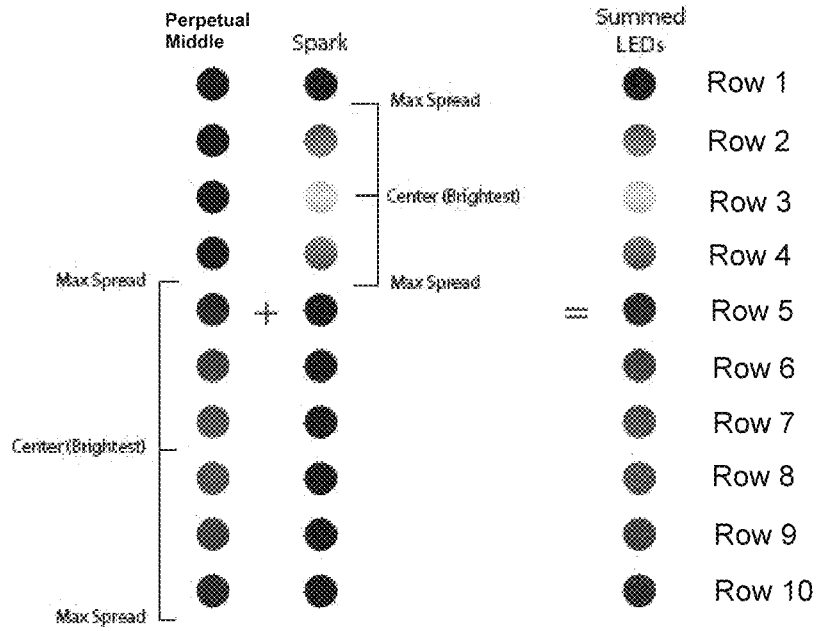 Perpetual
Middle
Spark
Summed
LEDs
Row 1
Max Spread
Row 2
Center (Brightest)
Row 3
Row 4
Max Spread
Max Spread
+
=
Row 5
Row 6
Row 7
Center (Brightest)
Row 8
Row 9
Row 10
Max Spread